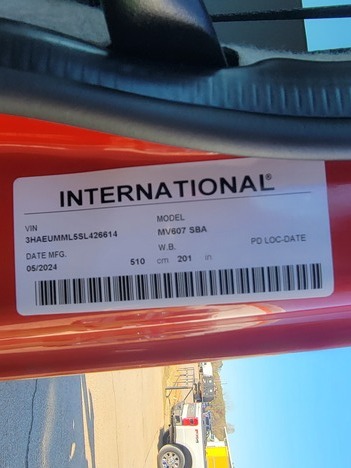 INTERNATIONAL®
VIN MODEL
3HAEUMML5SL426614 MV607 SBA
DATE MFG. W.B. PD LOC-DATE
05/2024 510 cm 201 in